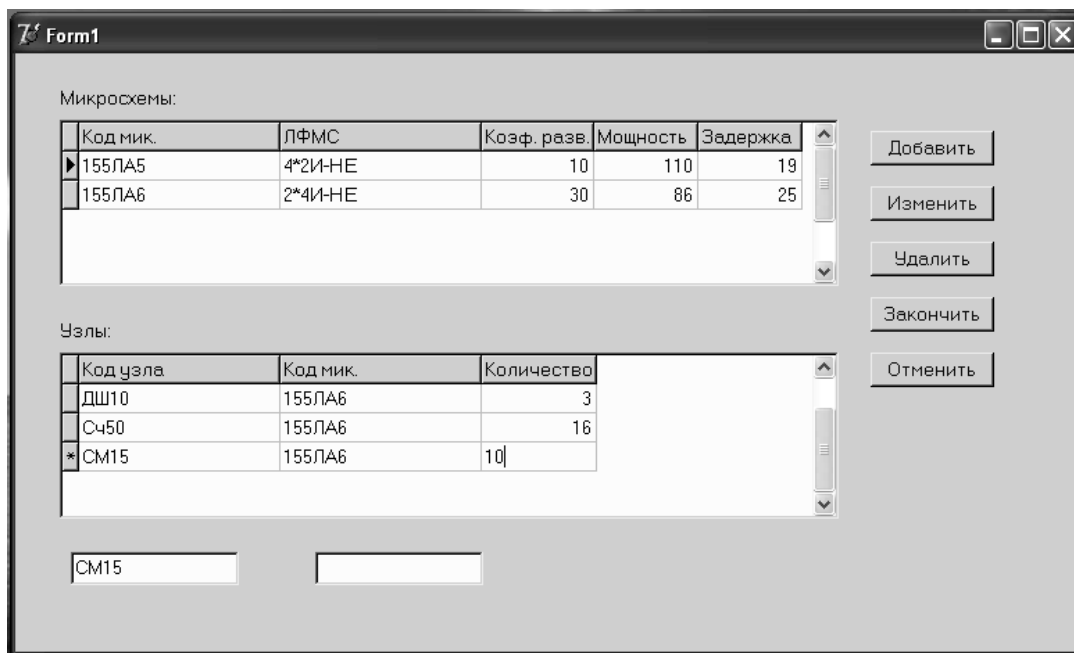 Form1
Микросхемы:
Код мик. ЛФМС Коэф. разв. Мощность Задержка
155ЛА5 4*2И-НЕ 10 110 19
155ЛА6 2*4И-НЕ 30 86 25
Добавить
Изменить
Удалить
Закончить
Отменить
Узлы:
Код узла Код мик. Количество
ДШ10 155ЛА6 3
Сч50 155ЛА6 16
* СМ15 155ЛА6 10
СМ15